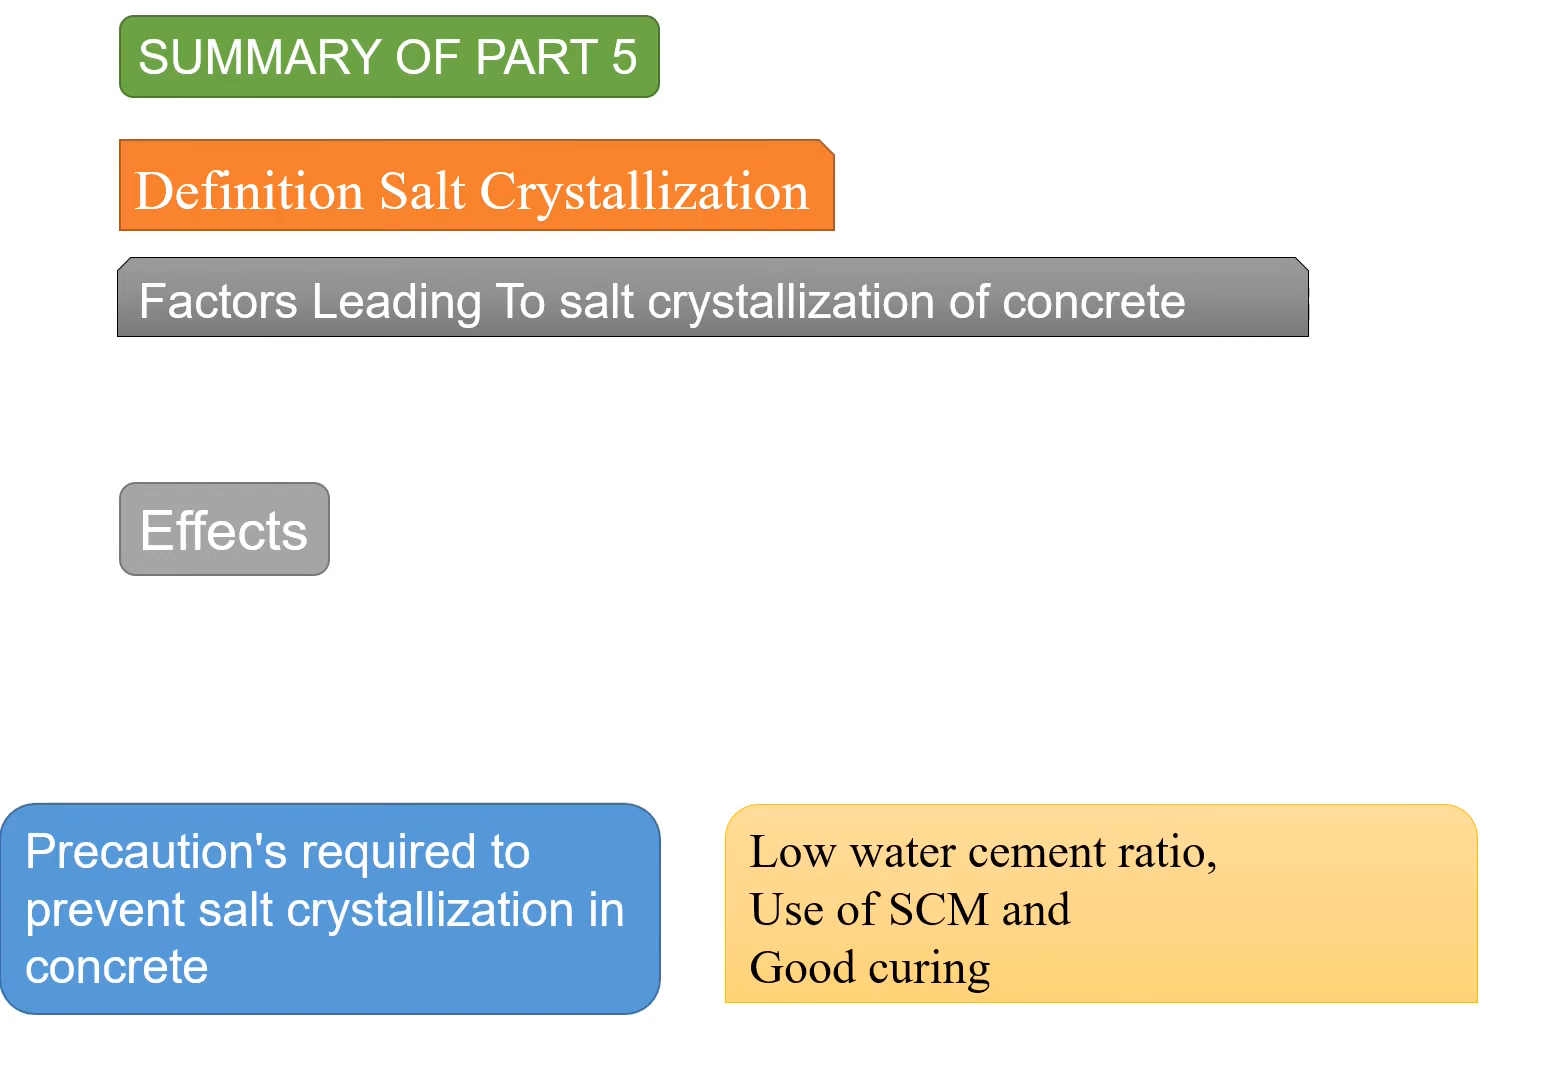 SUMMARY OF PART 5
Definition Salt Crystallization
Factors Leading To salt crystallization of concrete
Effects
Precaution's required to
prevent salt crystallization in
concrete
Low water cement ratio,
Use of SCM and
Good curing